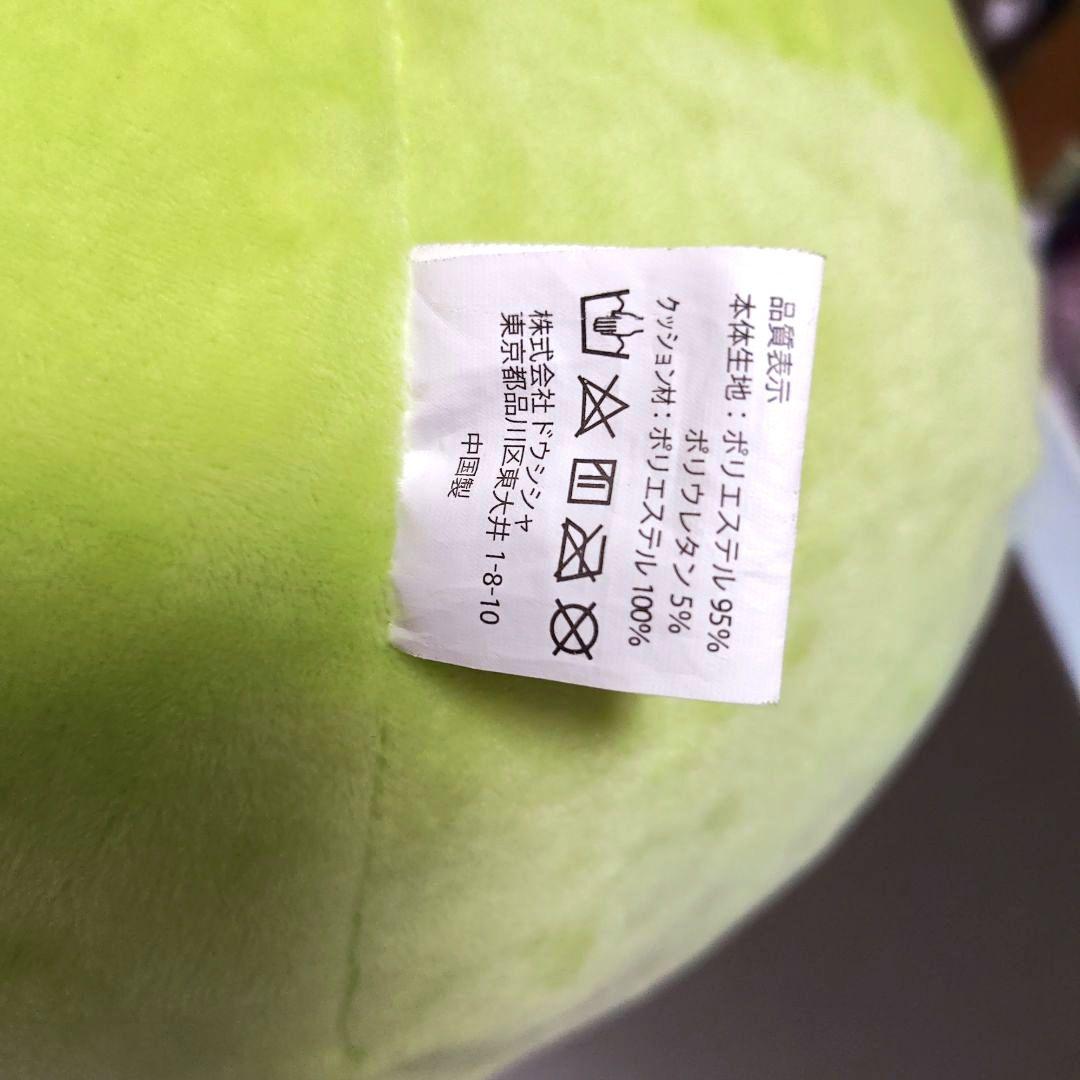 品質表示
本体生地：ポリエステル 95%
ポリウレタン 5%
クッション材：ポリエステル 100%
株式会社ドウシシャ
東京都品川区東大井 1-8-10
中国製